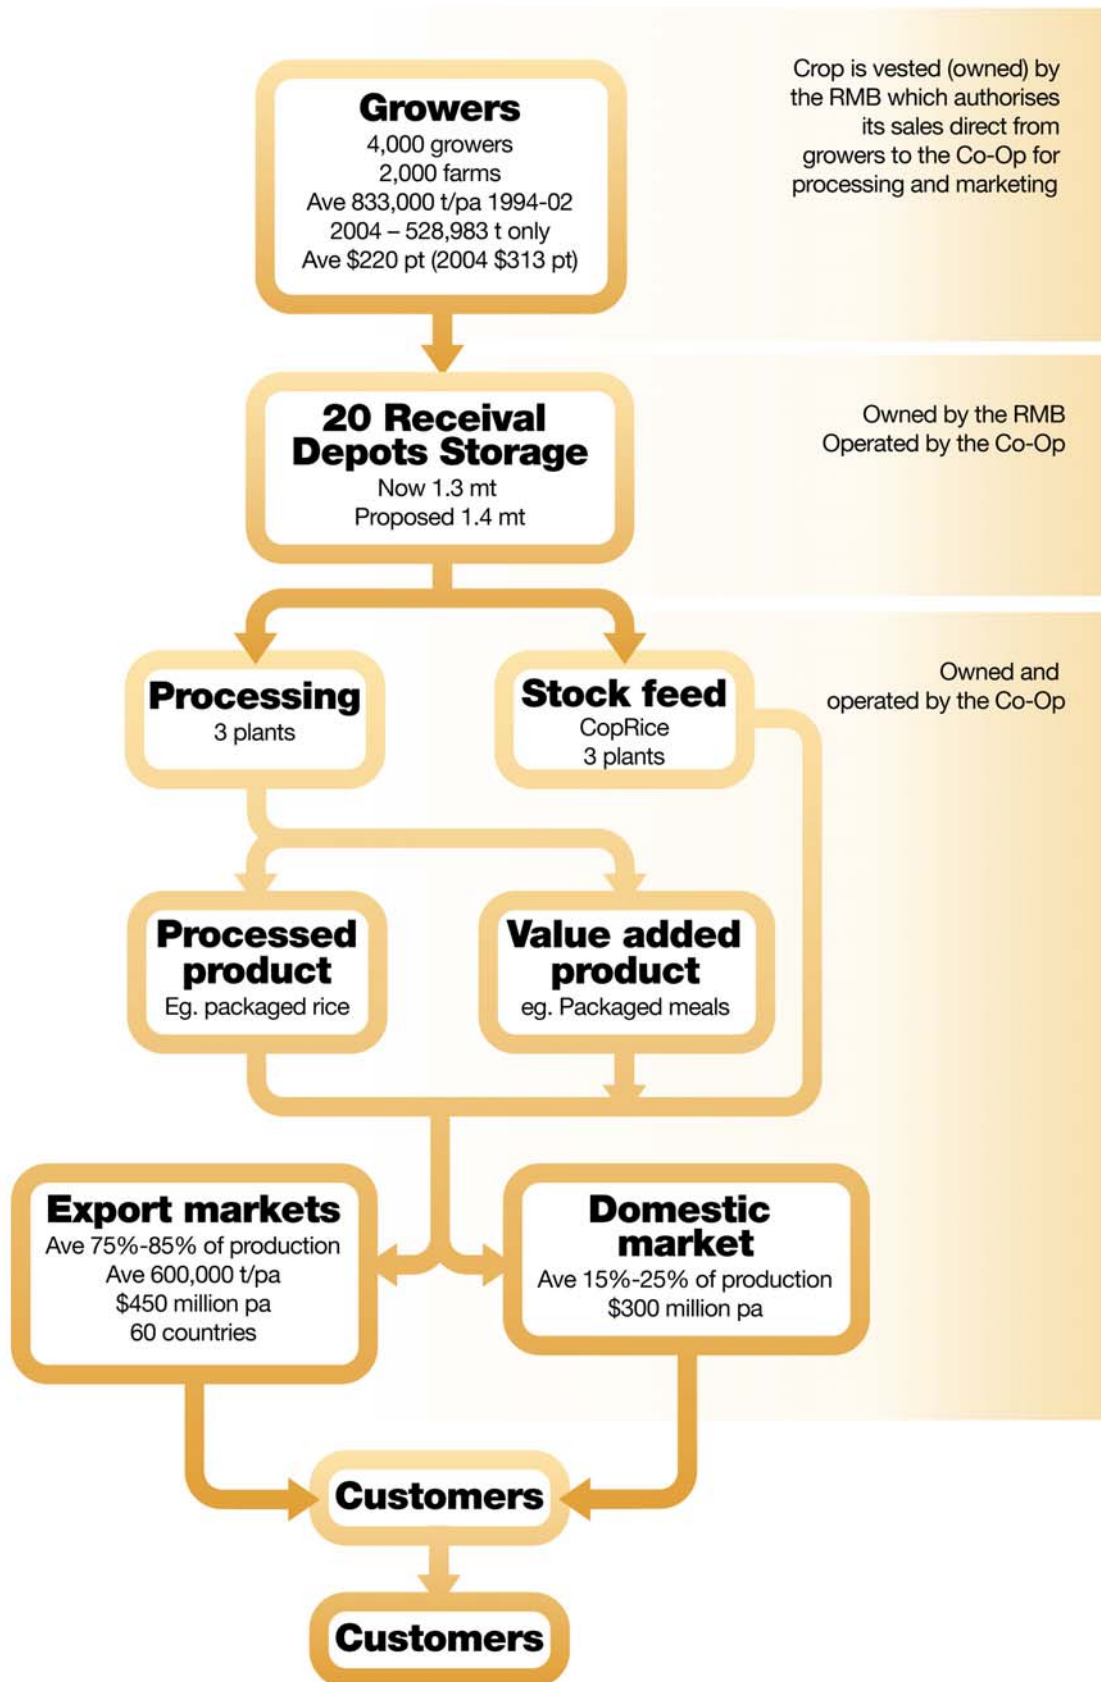 Growers
4,000 growers
2,000 farms
Ave 833,000 t/pa 1994-02
2004 – 528,983 t only
Ave $220 pt (2004 $313 pt)
Crop is vested (owned) by
the RMB which authorises
its sales direct from
growers to the Co-Op for
processing and marketing
20 Receival
Depots Storage
Now 1.3 mt
Proposed 1.4 mt
Owned by the RMB
Operated by the Co-Op
Processing
3 plants
Stock feed
CopRice
3 plants
Owned and
operated by the Co-Op
Processed
product
Eg. packaged rice
Value added
product
eg. Packaged meals
Export markets
Ave 75%-85% of production
Ave 600,000 t/pa
$450 million pa
60 countries
Domestic
market
Ave 15%-25% of production
$300 million pa
Customers
Customers